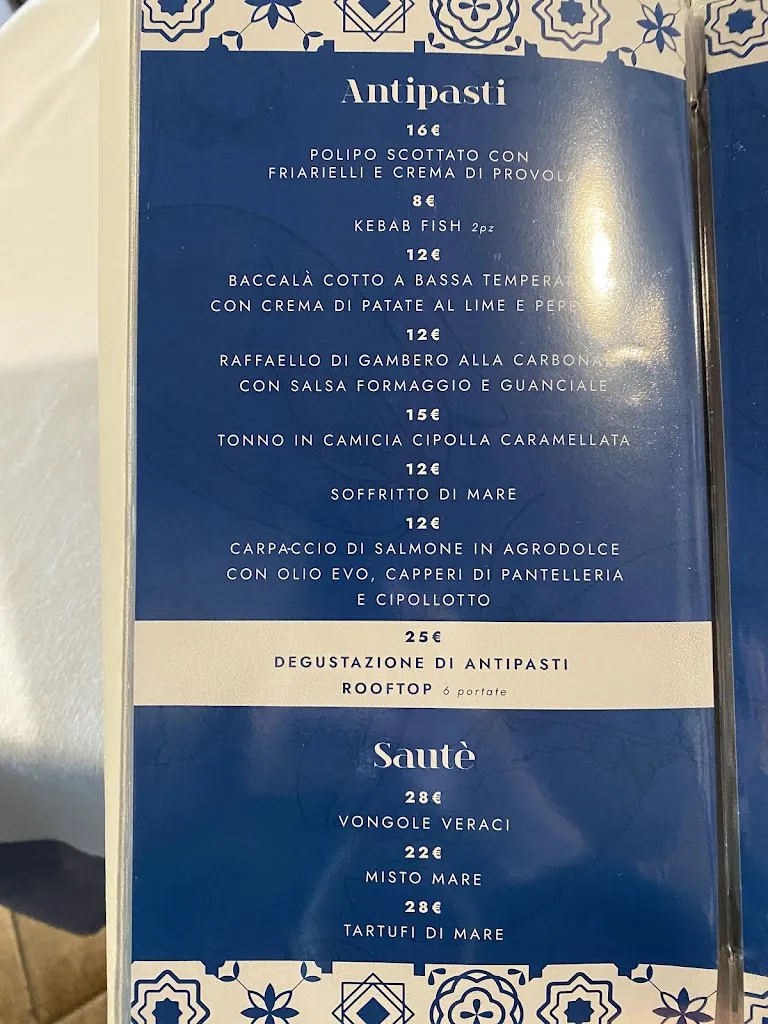 Antipasti
16€
POLIPO SCOTTATO CON
FRIARIELLI E CREMA DI PROVOLA
8€
KEBAB FISH 2pz
12€
BACCALÀ COTTO A BASSA
CON CREMA DI PATATE AL LIME E
12€
RAFFAELLO DI GAMBERO ALLA CARBONARA
CON SALSA FORMAGGIO E GUANCIALE
15€
TONNO IN CAMICIA CIPOLLA CARAMELLATA
12€
SOFFRITTO DI MARE
12€
CARPACCIO DI SALMONE IN AGRODOLCE
CON OLIO EVO, CAPPERI DI PANTELLERIA
E CIPOLLOTTO
25€
DEGUSTAZIONE DI ANTIPASTI
ROOFTOP 6 portate
Sautè
28€
VONGOLE VERACI
22€
MISTO MARE
28€
TARTUFI DI MARE